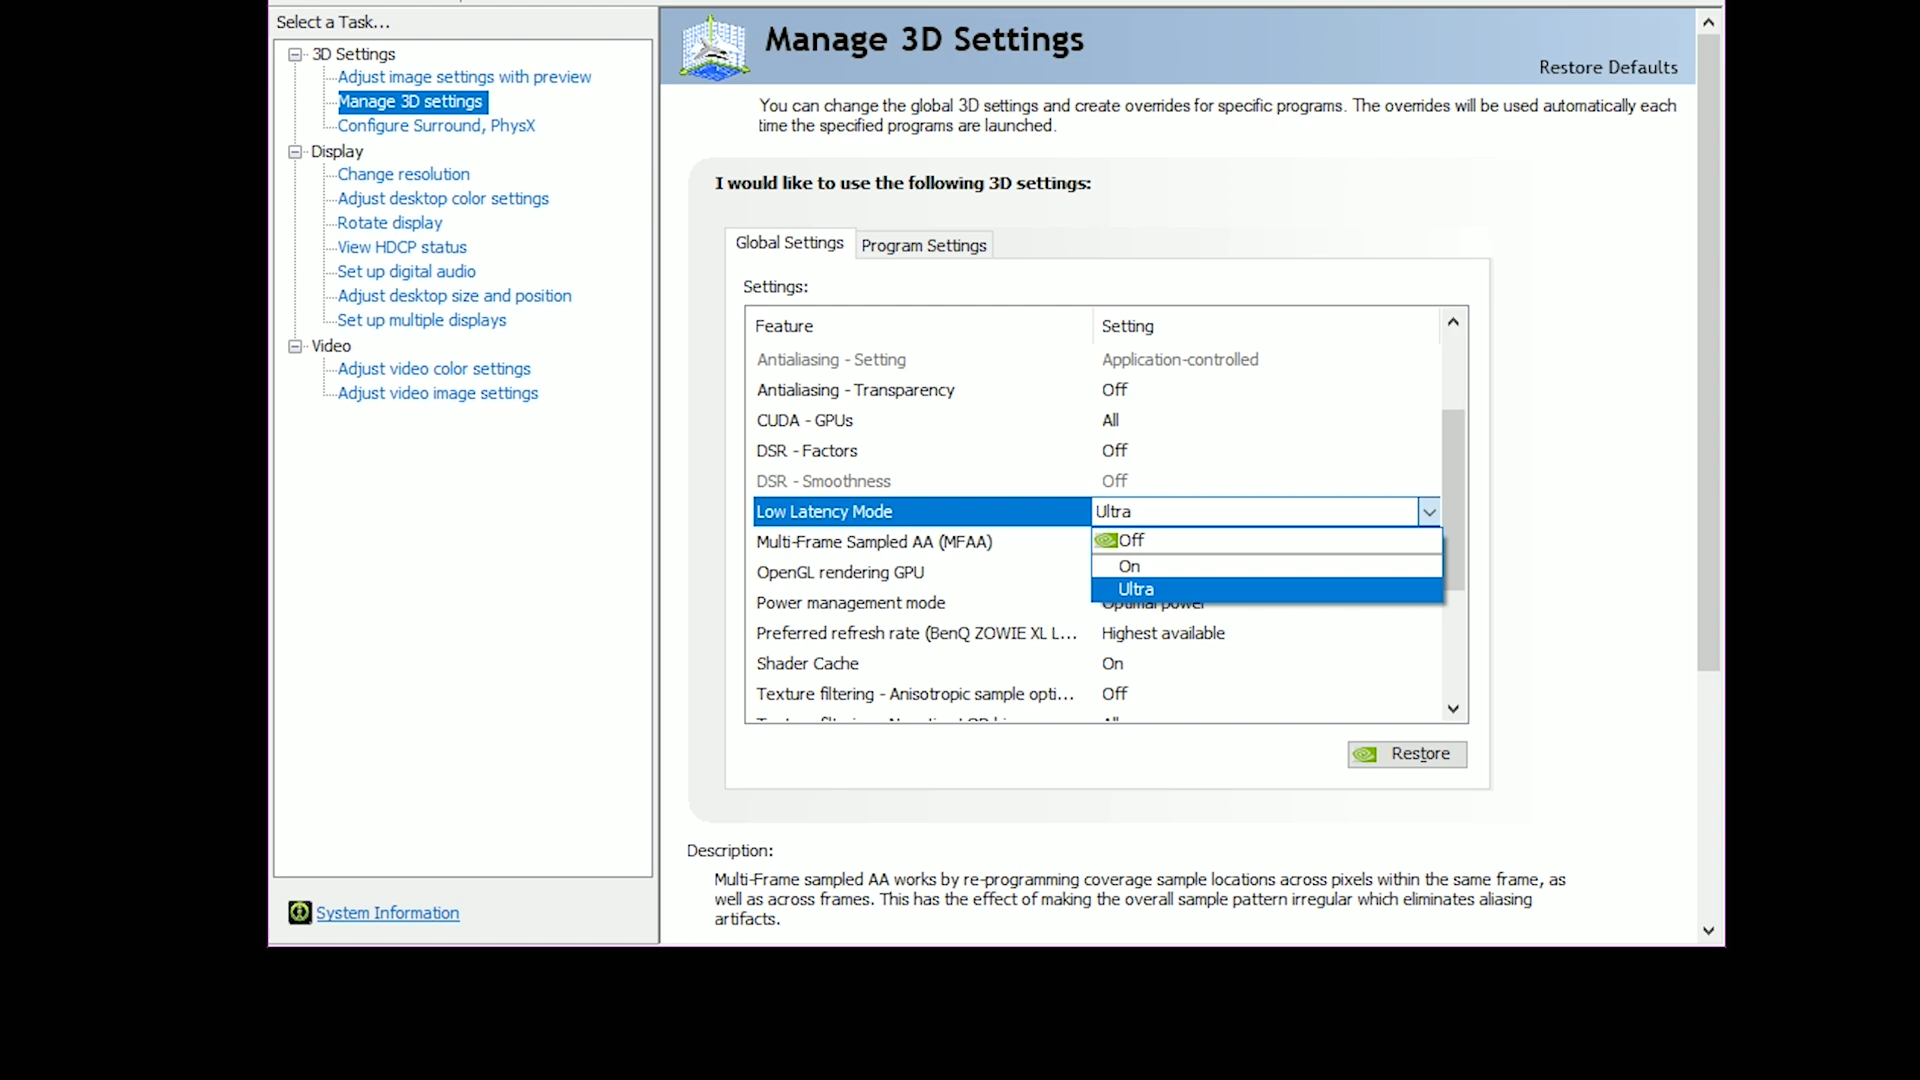 Select a Task...
3D Settings
Adjust image settings with preview
Manage 3D settings
Configure Surround, PhysX
Display
Change resolution
Adjust desktop color settings
Rotate display
View HDCP status
Set up digital audio
Adjust desktop size and position
Set up multiple displays
Video
Adjust video color settings
Adjust video image settings
System Information
Manage 3D Settings
Restore Defaults
You can change the global 3D settings and create overrides for specific programs. The overrides will be used automatically each
time the specified programs are launched.
I would like to use the following 3D settings:
Global Settings
Program Settings
Settings:
Feature Setting
Antialiasing - Setting Application-controlled
Antialiasing - Transparency Off
CUDA - GPUs All
DSR - Factors Off
DSR - Smoothness Off
Low Latency Mode Ultra
Multi-Frame Sampled AA (MFAA) Off
On
OpenGL rendering GPU Ultra
Power management mode Optimal power
Preferred refresh rate (BenQ ZOWIE XL L... Highest available
Shader Cache On
Texture filtering - Anisotropic sample opti... Off
Restore
Description:
Multi-Frame sampled AA works by re-programming coverage sample locations across pixels within the same frame, as
well as across frames. This has the effect of making the overall sample pattern irregular which eliminates aliasing
artifacts.